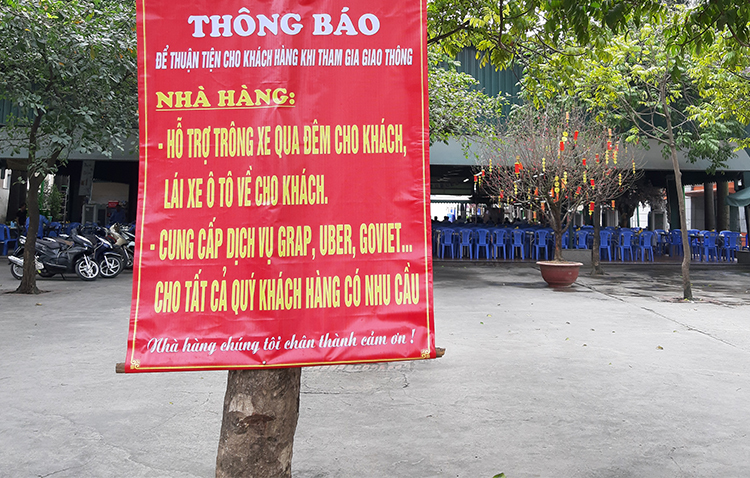 THÔNG BÁO
ĐỂ THUẬN TIỆN CHO KHÁCH HÀNG KHI THAM GIA GIAO THÔNG
NHÀ HÀNG:
- HỖ TRỢ TRÔNG XE QUA ĐÊM CHO KHÁCH,
LÁI XE Ô TÔ VỀ CHO KHÁCH.
- CUNG CẤP DỊCH VỤ GRAP, UBER, GOVIET...
CHO TẤT CẢ QUÝ KHÁCH HÀNG CÓ NHU CẦU
Nhà hàng chúng tôi chân thành cảm ơn !